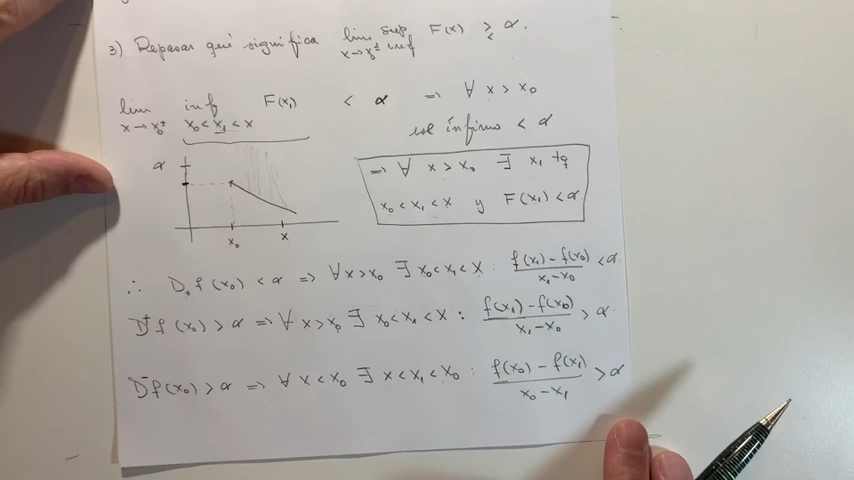 3) Repasar qué significa lim sup inf x→x₀± F(x) ≷ α.
lim x→x₀⁺ inf x₀<x₁<x F(x₁) < α ⇒ ∀ x > x₀
ese ínfimo < α
α
⇒ ∀ x > x₀ ∃ x₁ tq
x₀ < x₁ < x y F(x₁) < α
x₀ x
∴ D₊f(x₀) < α ⇒ ∀x>x₀ ∃ x₀<x₁<x : (f(x₁) - f(x₀))/(x₁-x₀) < α
D⁺f(x₀) > α ⇒ ∀ x > x₀ ∃ x₀<x₁<x : (f(x₁) - f(x₀))/(x₁-x₀) > α
D⁻f(x₀) > α ⇒ ∀ x < x₀ ∃ x<x₁<x₀ : (f(x₀) - f(x₁))/(x₀-x₁) > α